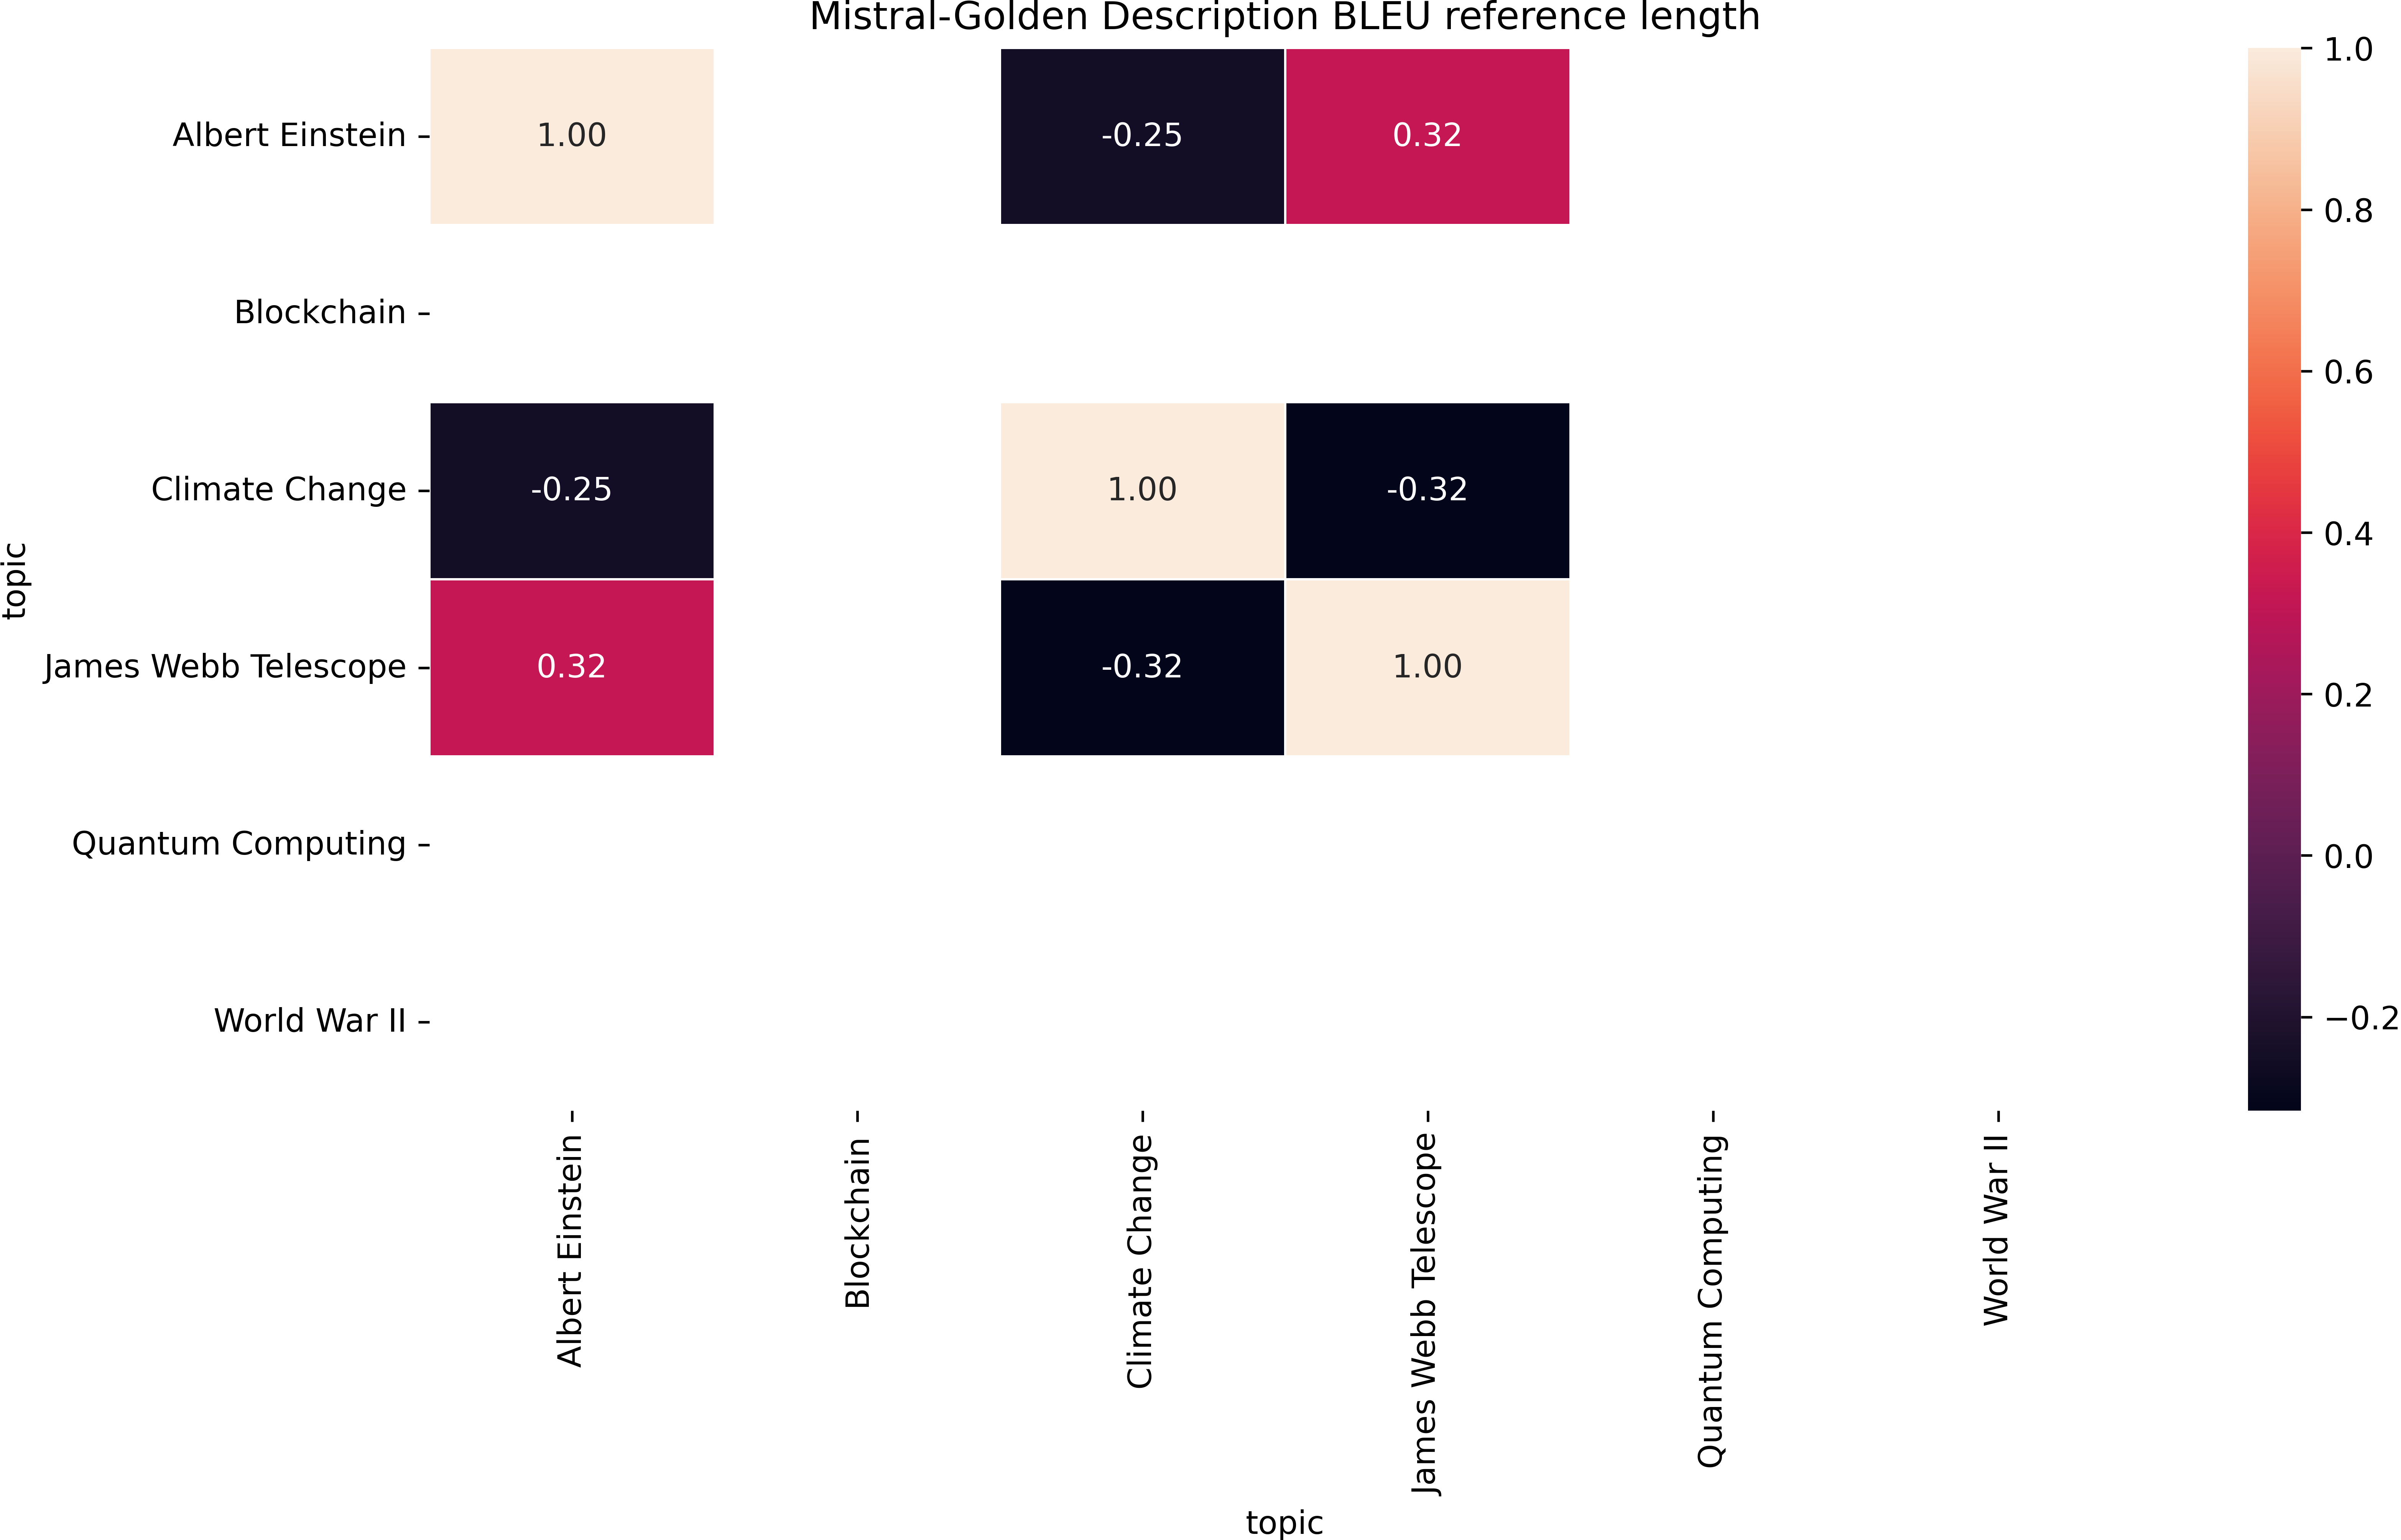 Mistral-Golden Description BLEU reference length
topic
Albert Einstein
1.00
-0.25
0.32
Blockchain
Climate Change
-0.25
1.00
-0.32
James Webb Telescope
0.32
-0.32
1.00
Quantum Computing
World War II
Albert Einstein
Blockchain
Climate Change
James Webb Telescope
Quantum Computing
World War II
topic
1.0
0.8
0.6
0.4
0.2
0.0
−0.2